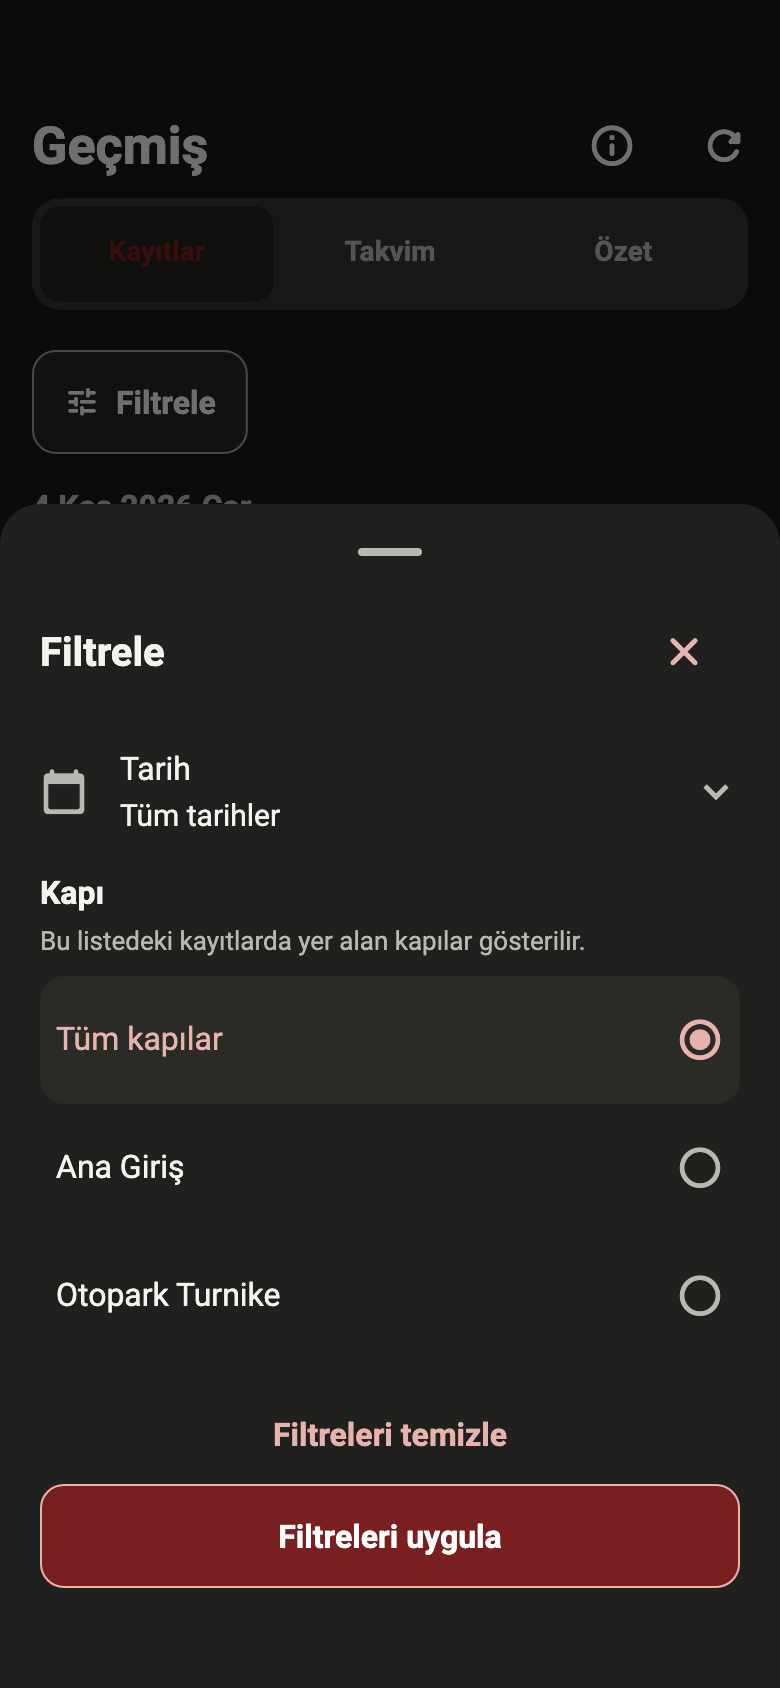 Geçmiş
Kayıtlar
Takvim
Özet
Filtrele
Filtrele
Tarih
Tüm tarihler
Kapı
Bu listedeki kayıtlarda yer alan kapılar gösterilir.
Tüm kapılar
Ana Giriş
Otopark Turnike
Filtreleri temizle
Filtreleri uygula